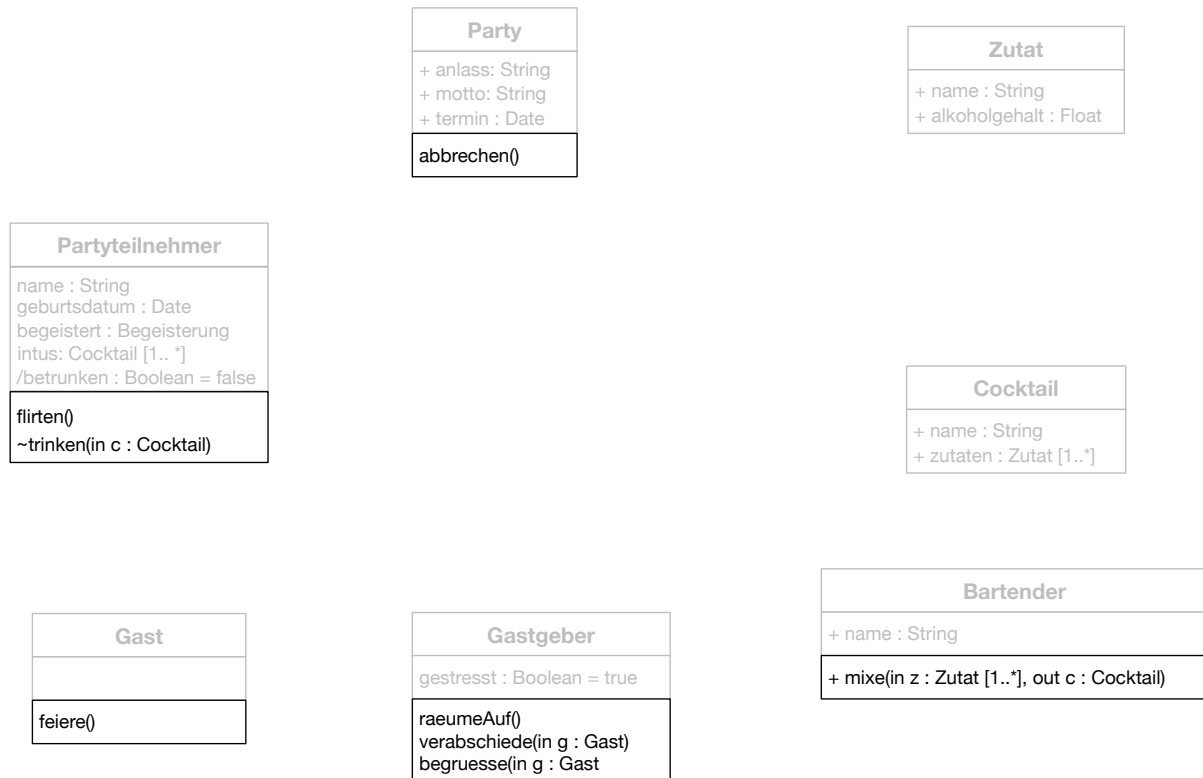 Party
+ anlass: String
+ motto: String
+ termin : Date
abbrechen()
Zutat
+ name : String
+ alkoholgehalt : Float
Partyteilnehmer
name : String
geburtsdatum : Date
begeistert : Begeisterung
intus: Cocktail [1.. *]
/betrunken : Boolean = false
flirten()
~trinken(in c : Cocktail)
Cocktail
+ name : String
+ zutaten : Zutat [1..*]
Gast
feiere()
Gastgeber
gestresst : Boolean = true
raeumeAuf()
verabschiede(in g : Gast)
begruesse(in g : Gast
Bartender
+ name : String
+ mixe(in z : Zutat [1..*], out c : Cocktail)